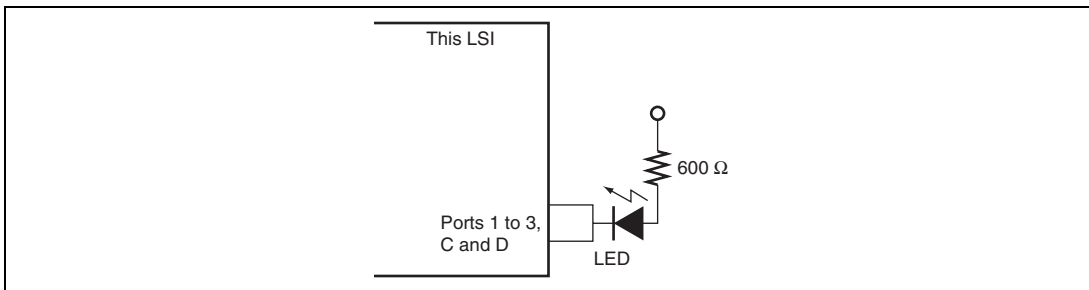 This LSI
600 Ω
Ports 1 to 3,
C and D
LED